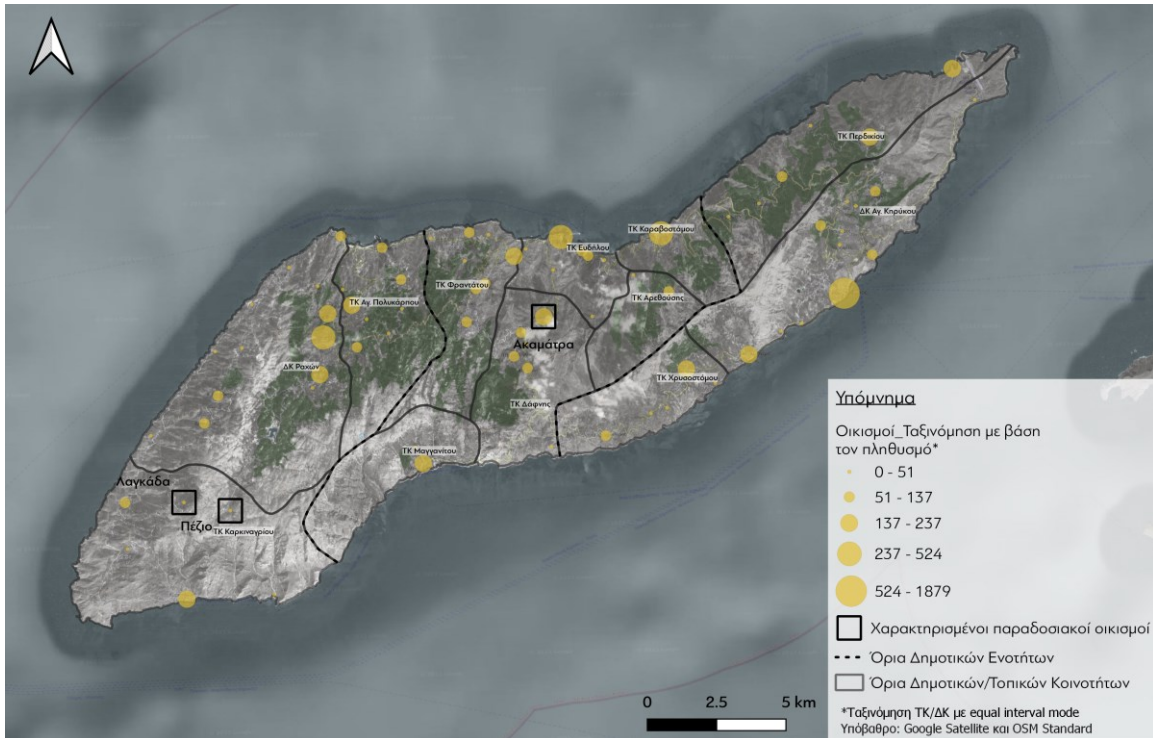 ΤΚ Περδικίου
ΔΚ Αγ. Κηρύκου
ΤΚ Καραβοστάμου
ΤΚ Ευδήλου
ΤΚ Φραντάτου
ΤΚ Αρεθούσης
ΤΚ Αγ. Πολυκάρπου
Ακαμάτρα
ΔΚ Ραχών
ΤΚ Χρυσοστόμου
ΤΚ Δάφνης
ΤΚ Μαγγανίτου
Λαγκάδα
Πέζιο
ΤΚ Καρκιναγρίου
Υπόμνημα
Οικισμοί_Ταξινόμηση με βάση
τον πληθυσμό*
0 - 51
51 - 137
137 - 237
237 - 524
524 - 1879
Χαρακτηρισμένοι παραδοσιακοί οικισμοί
Όρια Δημοτικών Ενοτήτων
Όρια Δημοτικών/Τοπικών Κοινοτήτων
*Ταξινόμηση ΤΚ/ΔΚ με equal interval mode
Υπόβαθρο: Google Satellite και OSM Standard
0 2.5 5 km